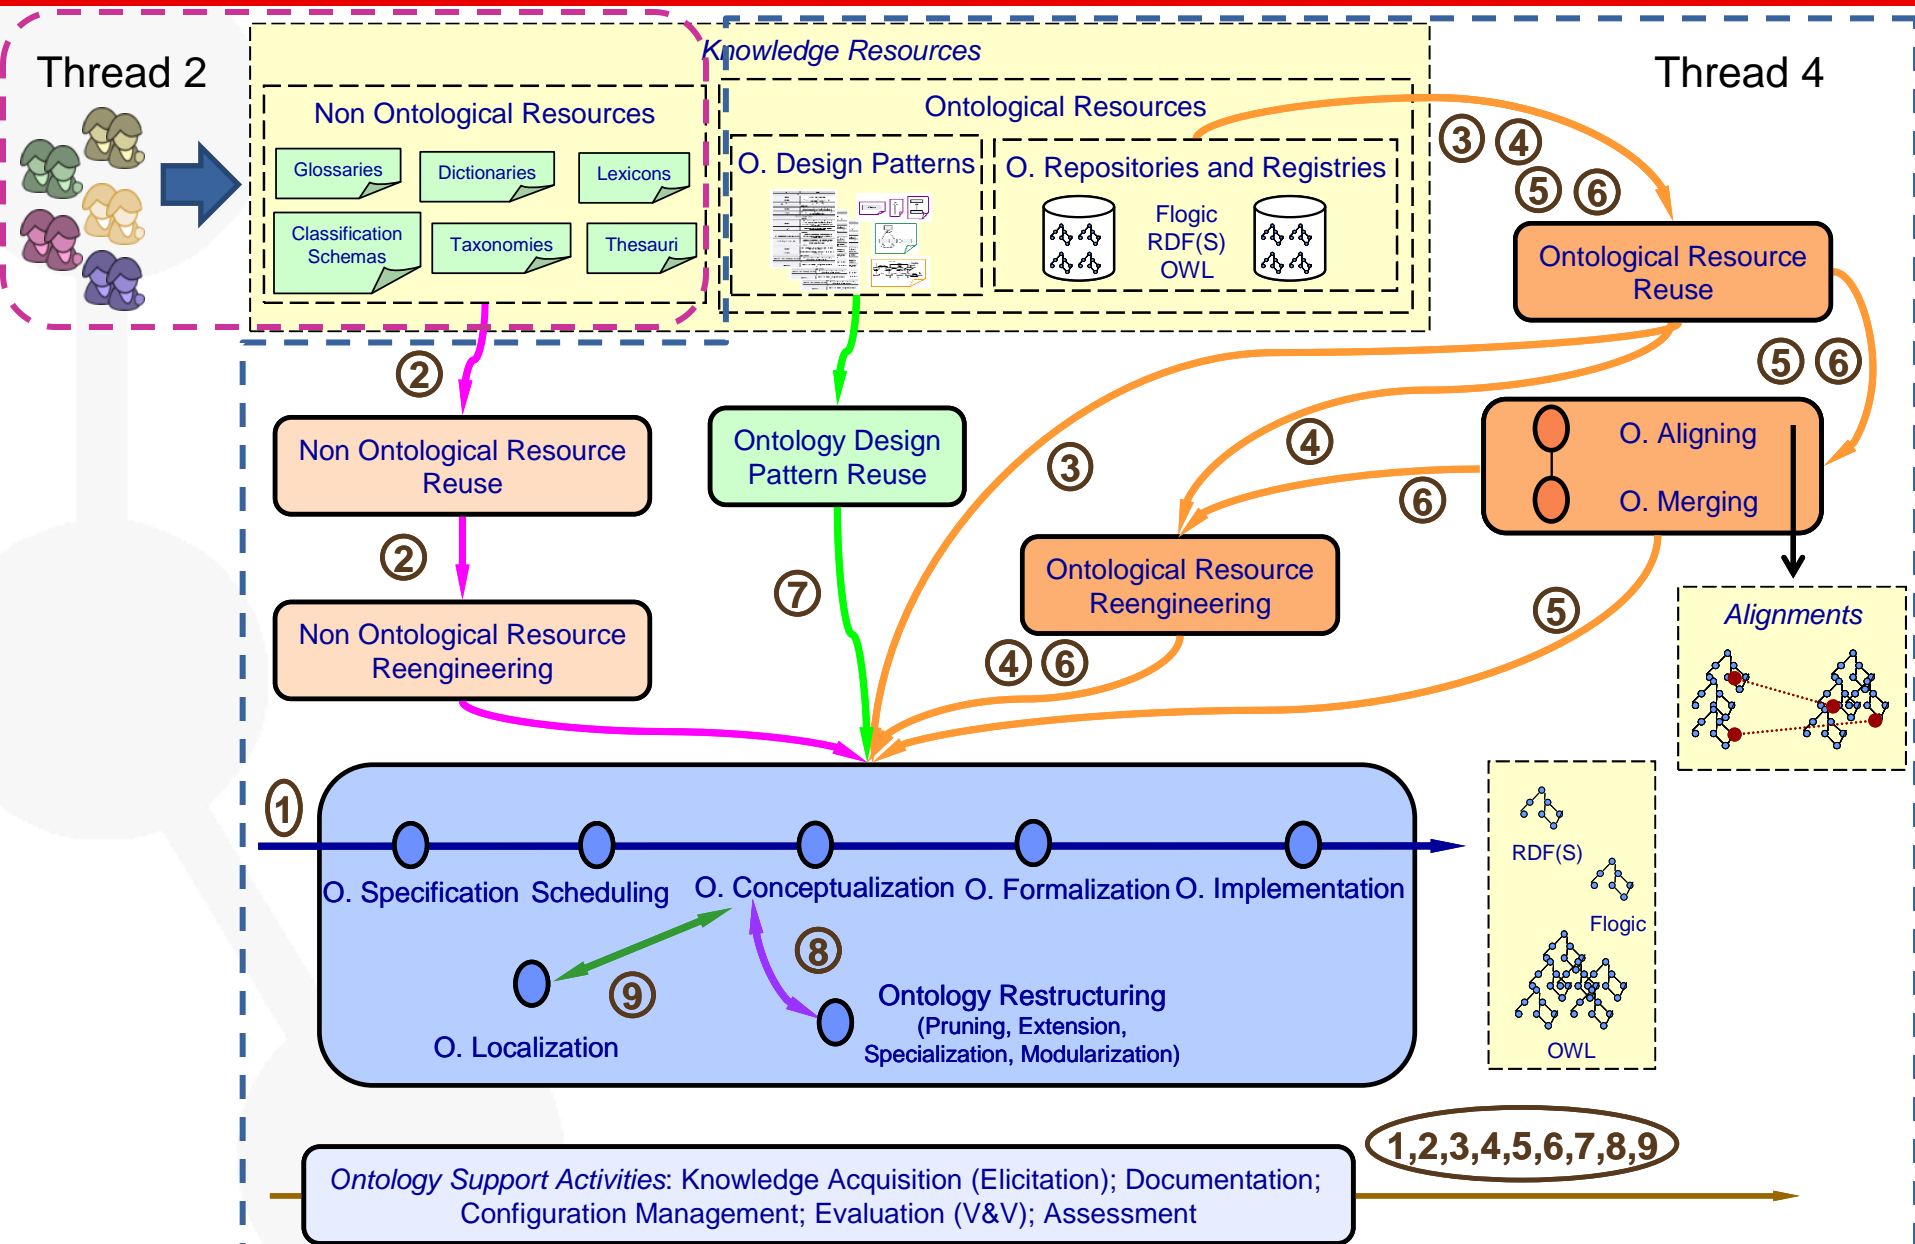 Thread 2
Knowledge Resources
Thread 4
Non Ontological Resources
Ontological Resources
Glossaries
Dictionaries
Lexicons
Classification
Schemas
Taxonomies
Thesauri
O. Design Patterns
O. Repositories and Registries
Flogic
RDF(S)
OWL
3 4
5 6
Ontological Resource
Reuse
5 6
2
Non Ontological Resource
Reuse
Ontology Design
Pattern Reuse
3
4
6
O. Aligning
O. Merging
2
7
Ontological Resource
Reengineering
5
Non Ontological Resource
Reengineering
4 6
Alignments
1
O. Specification
Scheduling
O. Conceptualization
O. Formalization
O. Implementation
RDF(S)
Flogic
OWL
8
9
O. Localization
Ontology Restructuring
(Pruning, Extension,
Specialization, Modularization)
1,2,3,4,5,6,7,8,9
Ontology Support Activities: Knowledge Acquisition (Elicitation); Documentation;
Configuration Management; Evaluation (V&V); Assessment